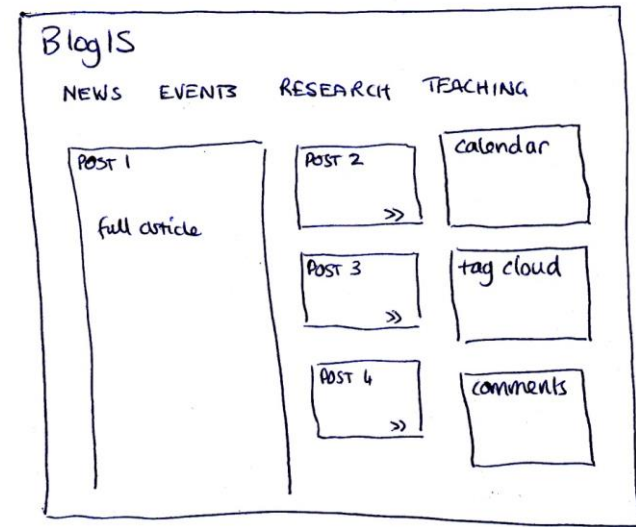 BlogIS
NEWS EVENTS RESEARCH TEACHING
POST 1
full article
POST 2
>>
POST 3
>>
POST 4
>>
calendar
tag cloud
comments